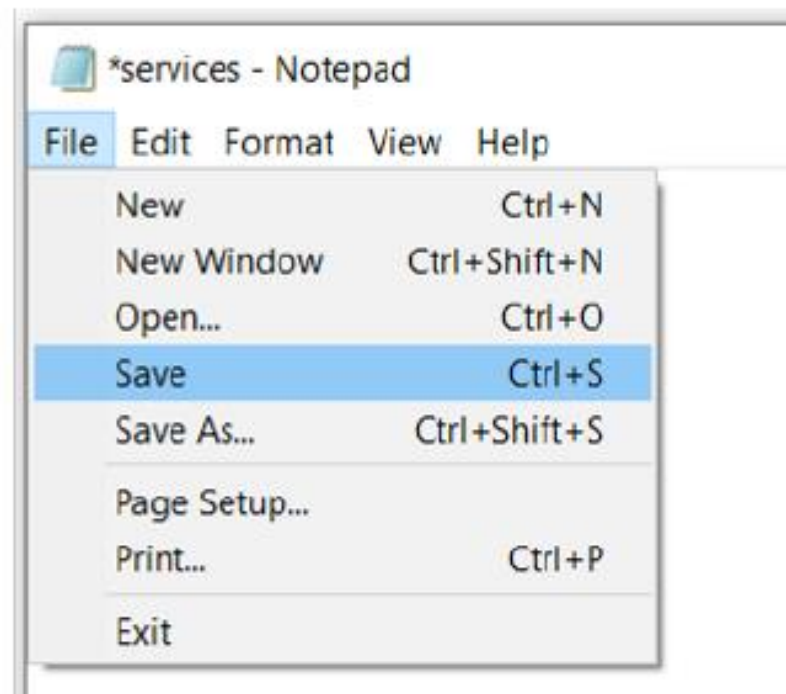 *services - Notepad
File Edit Format View Help
New Ctrl+N
New Window Ctrl+Shift+N
Open... Ctrl+O
Save Ctrl+S
Save As... Ctrl+Shift+S
Page Setup...
Print... Ctrl+P
Exit